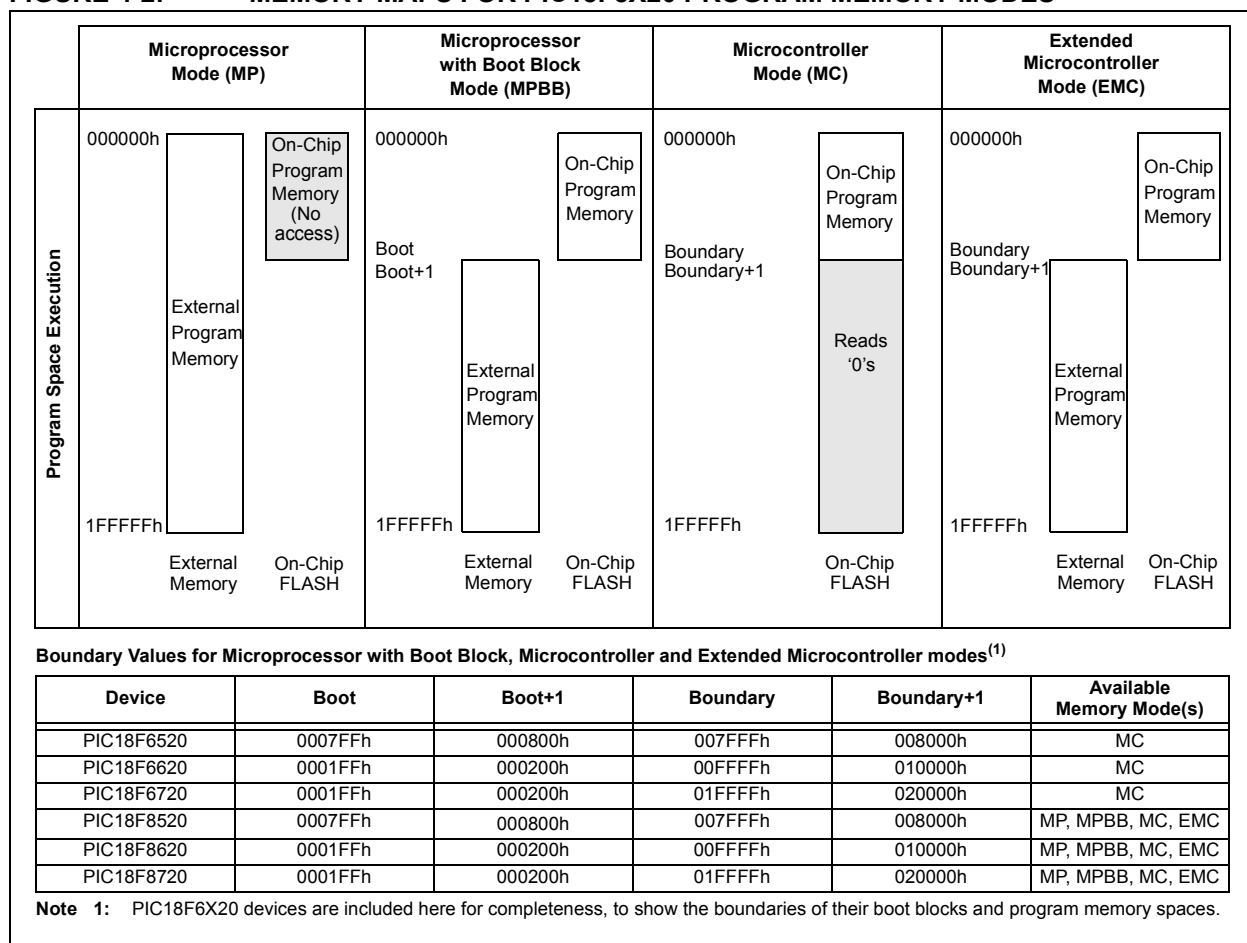 Microprocessor
Mode (MP)
Microprocessor
with Boot Block
Mode (MPBB)
Microcontroller
Mode (MC)
Extended
Microcontroller
Mode (EMC)
Program Space Execution
000000h
On-Chip
Program
Memory
(No
access)
External
Program
Memory
1FFFFFh
External
Memory
On-Chip
FLASH
000000h
On-Chip
Program
Memory
Boot
Boot+1
External
Program
Memory
1FFFFFh
External
Memory
On-Chip
FLASH
000000h
On-Chip
Program
Memory
Boundary
Boundary+1
Reads
‘0’s
1FFFFFh
On-Chip
FLASH
000000h
On-Chip
Program
Memory
Boundary
Boundary+1
External
Program
Memory
1FFFFFh
External
Memory
On-Chip
FLASH
Boundary Values for Microprocessor with Boot Block, Microcontroller and Extended Microcontroller modes(1)
Device Boot Boot+1 Boundary Boundary+1 Available Memory Mode(s)
PIC18F6520 0007FFh 000800h 007FFFh 008000h MC
PIC18F6620 0001FFh 000200h 00FFFFh 010000h MC
PIC18F6720 0001FFh 000200h 01FFFFh 020000h MC
PIC18F8520 0007FFh 000800h 007FFFh 008000h MP, MPBB, MC, EMC
PIC18F8620 0001FFh 000200h 00FFFFh 010000h MP, MPBB, MC, EMC
PIC18F8720 0001FFh 000200h 01FFFFh 020000h MP, MPBB, MC, EMC
Note 1: PIC18F6X20 devices are included here for completeness, to show the boundaries of their boot blocks and program memory spaces.